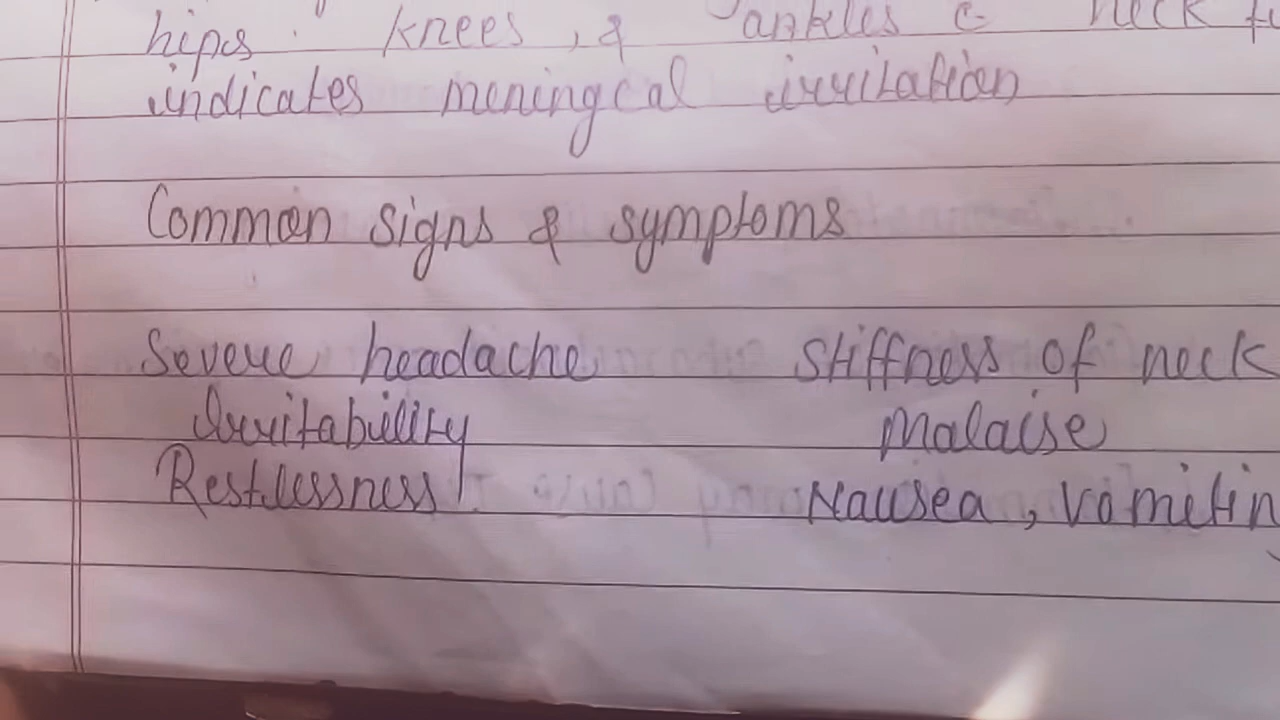 hips. knees, & ankles c neck
indicates meningeal irritation
Common signs & symptoms
Severe headache Stiffness of neck
Irritability Malaise
Restlessness Nausea, vomitin